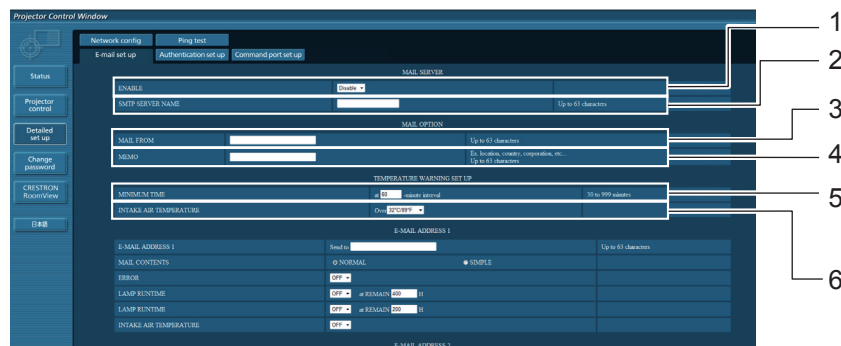 Projector Control Window
Network config Ping test
E-mail set up Authentication set up Command port set up
Status
Projector control
Detailed set up
Change password
CRESTRON RoomView
日本語
MAIL SERVER
ENABLE Disable
SMTP SERVER NAME Up to 63 characters
MAIL OPTION
MAIL FROM Up to 63 characters
MEMO Ex. location, country, corporation, etc...
Up to 63 characters
TEMPERATURE WARNING SET UP
MINIMUM TIME at 60 -minute interval 30 to 999 minutes
INTAKE AIR TEMPERATURE Over 32°C/89°F
E-MAIL ADDRESS 1
E-MAIL ADDRESS 1 Send to Up to 63 characters
MAIL CONTENTS NORMAL SIMPLE
ERROR OFF
LAMP RUNTIME OFF at REMAIN 400 H
LAMP RUNTIME OFF at REMAIN 200 H
INTAKE AIR TEMPERATURE OFF
E-MAIL ADDRESS 2
1
2
3
4
5
6